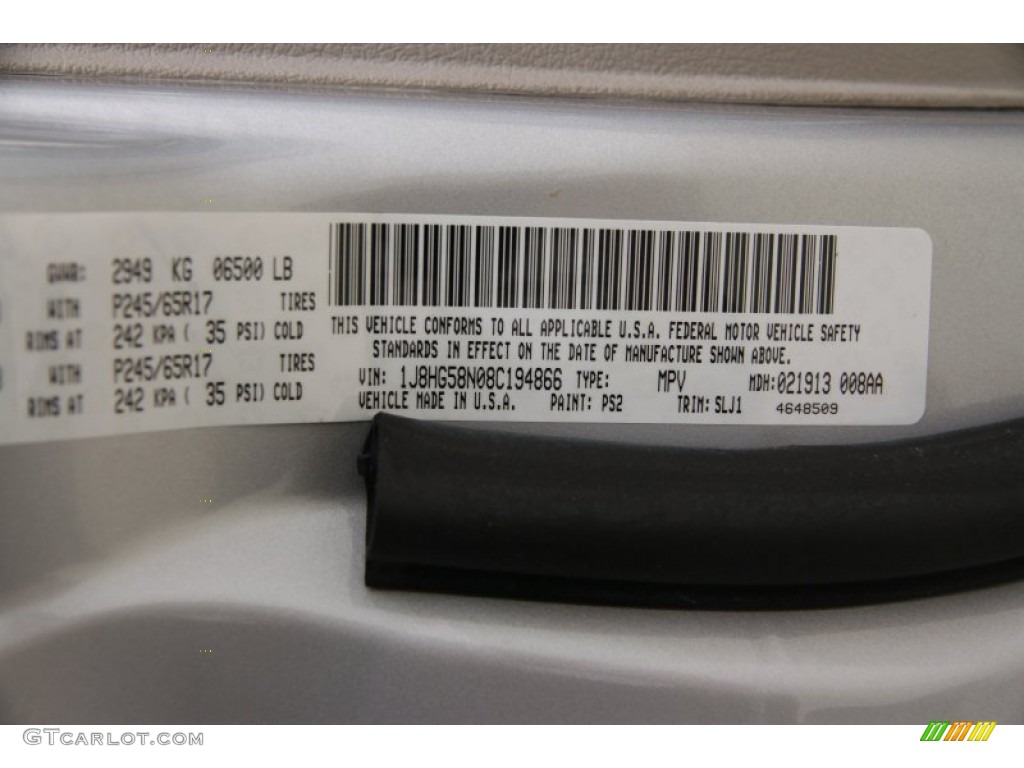 GVWR: 2949 KG 06500 LB
WITH P245/65R17 TIRES
RIMS AT 242 KPA ( 35 PSI) COLD
WITH P245/65R17 TIRES
RIMS AT 242 KPA ( 35 PSI) COLD
THIS VEHICLE CONFORMS TO ALL APPLICABLE U.S.A. FEDERAL MOTOR VEHICLE SAFETY
STANDARDS IN EFFECT ON THE DATE OF MANUFACTURE SHOWN ABOVE.
VIN: 1J8HG58N08C194866 TYPE: MPV MDH:021913 008AA
VEHICLE MADE IN U.S.A. PAINT: PS2 TRIM: SLJ1 4648509
GTCARLOT.COM